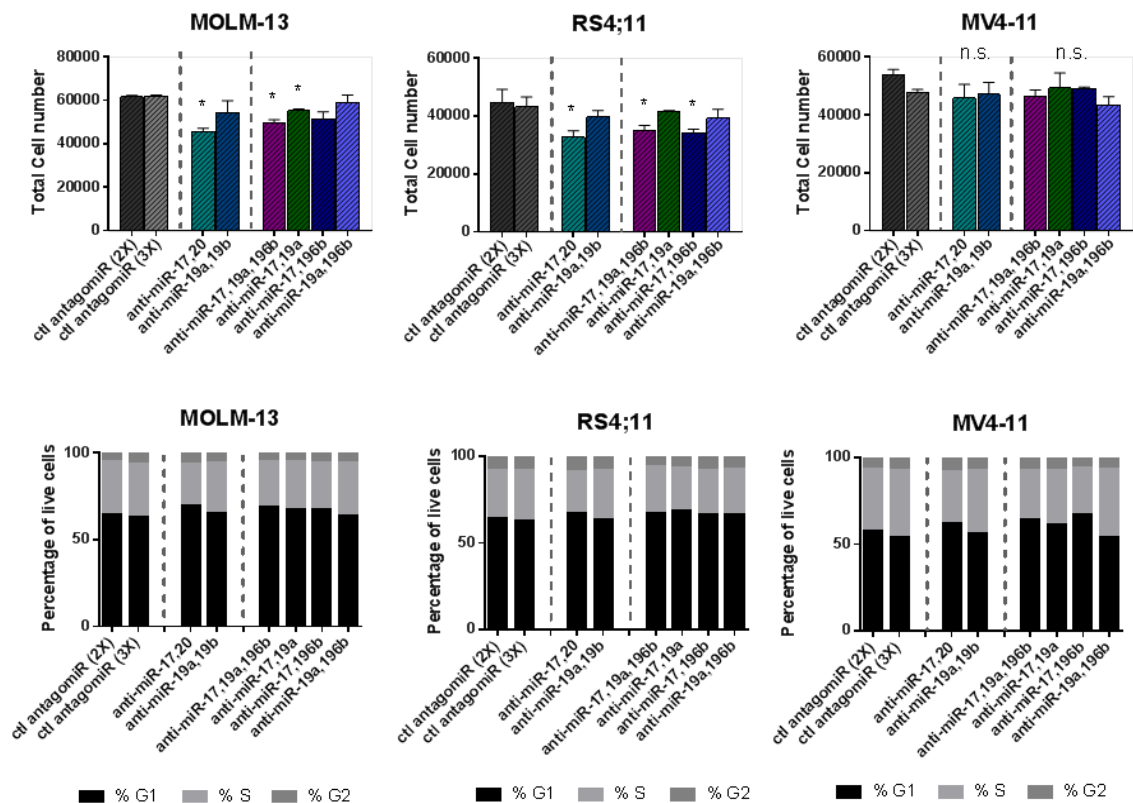 MOLM-13
Total Cell number
80000
60000
40000
20000
0
*
*
*
ctl antagomiR (2X)
ctl antagomiR (3X)
anti-miR-17,20
anti-miR-19a,19b
anti-miR-17,19a,196b
anti-miR-17,19a
anti-miR-17,196b
anti-miR-19a,196b
RS4;11
Total Cell number
60000
40000
20000
0
*
*
*
ctl antagomiR (2X)
ctl antagomiR (3X)
anti-miR-17,20
anti-miR-19a,19b
anti-miR-17,19a,196b
anti-miR-17,19a
anti-miR-17,196b
anti-miR-19a,196b
MV4-11
Total Cell number
60000
40000
20000
0
n.s.
n.s.
ctl antagomiR (2X)
ctl antagomiR (3X)
anti-miR-17,20
anti-miR-19a,19b
anti-miR-17,19a,196b
anti-miR-17,19a
anti-miR-17,196b
anti-miR-19a,196b
MOLM-13
Percentage of live cells
100
50
0
ctl antagomiR (2X)
ctl antagomiR (3X)
anti-miR-17,20
anti-miR-19a,19b
anti-miR-17,19a,196b
anti-miR-17,19a
anti-miR-17,196b
anti-miR-19a,196b
% G1 % S % G2
RS4;11
Percentage of live cells
100
50
0
ctl antagomiR (2X)
ctl antagomiR (3X)
anti-miR-17,20
anti-miR-19a,19b
anti-miR-17,19a,196b
anti-miR-17,19a
anti-miR-17,196b
anti-miR-19a,196b
% G1 % S % G2
MV4-11
Percentage of live cells
100
50
0
ctl antagomiR (2X)
ctl antagomiR (3X)
anti-miR-17,20
anti-miR-19a,19b
anti-miR-17,19a,196b
anti-miR-17,19a
anti-miR-17,196b
anti-miR-19a,196b
% G1 % S % G2